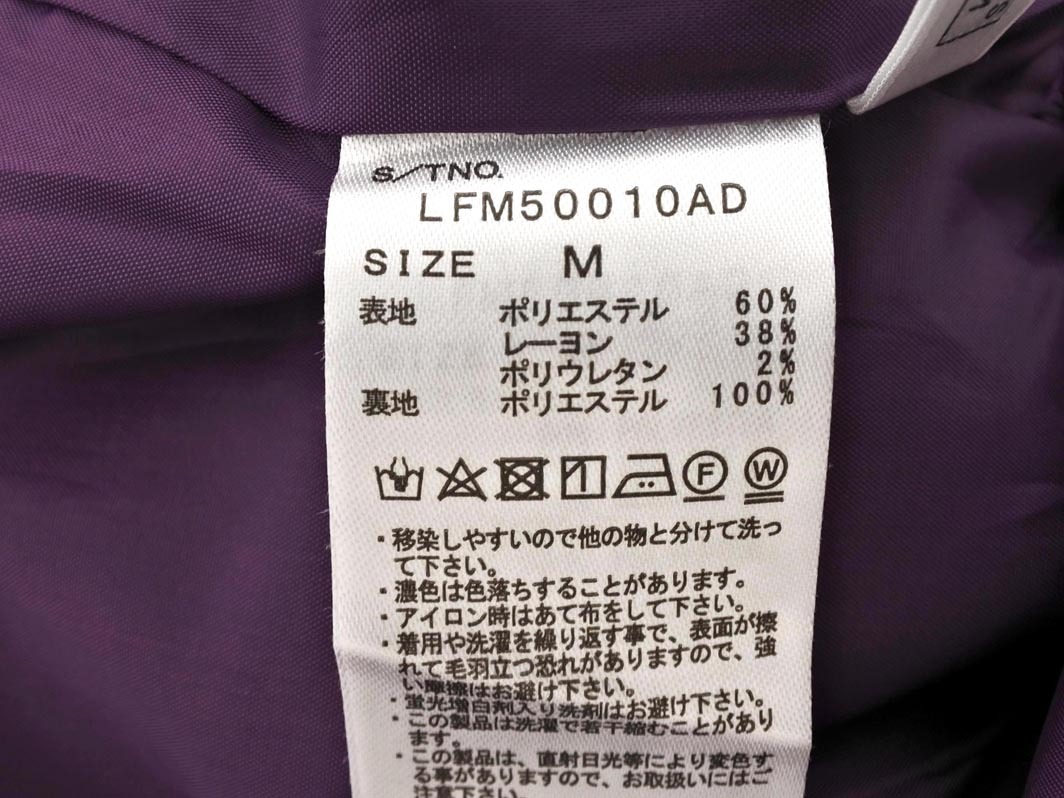 S/TNO.
LFM50010AD
SIZE M
表地 ポリエステル 60%
レーヨン 38%
ポリウレタン 2%
裏地 ポリエステル 100%
F W
・移染しやすいので他の物と分けて洗っ
て下さい。
・濃色は色落ちすることがあります。
・アイロン時はあて布をして下さい。
・着用や洗濯を繰り返す事で、表面が擦
れて毛羽立つ恐れがありますので、強
い摩擦はお避け下さい。
・蛍光増白剤入り洗剤はお避け下さい。
・この製品は洗濯で若干縮むことがあり
ます。
・この製品は、直射日光等により変色す
る事がありますので、お取扱いにはご
注意下さい。